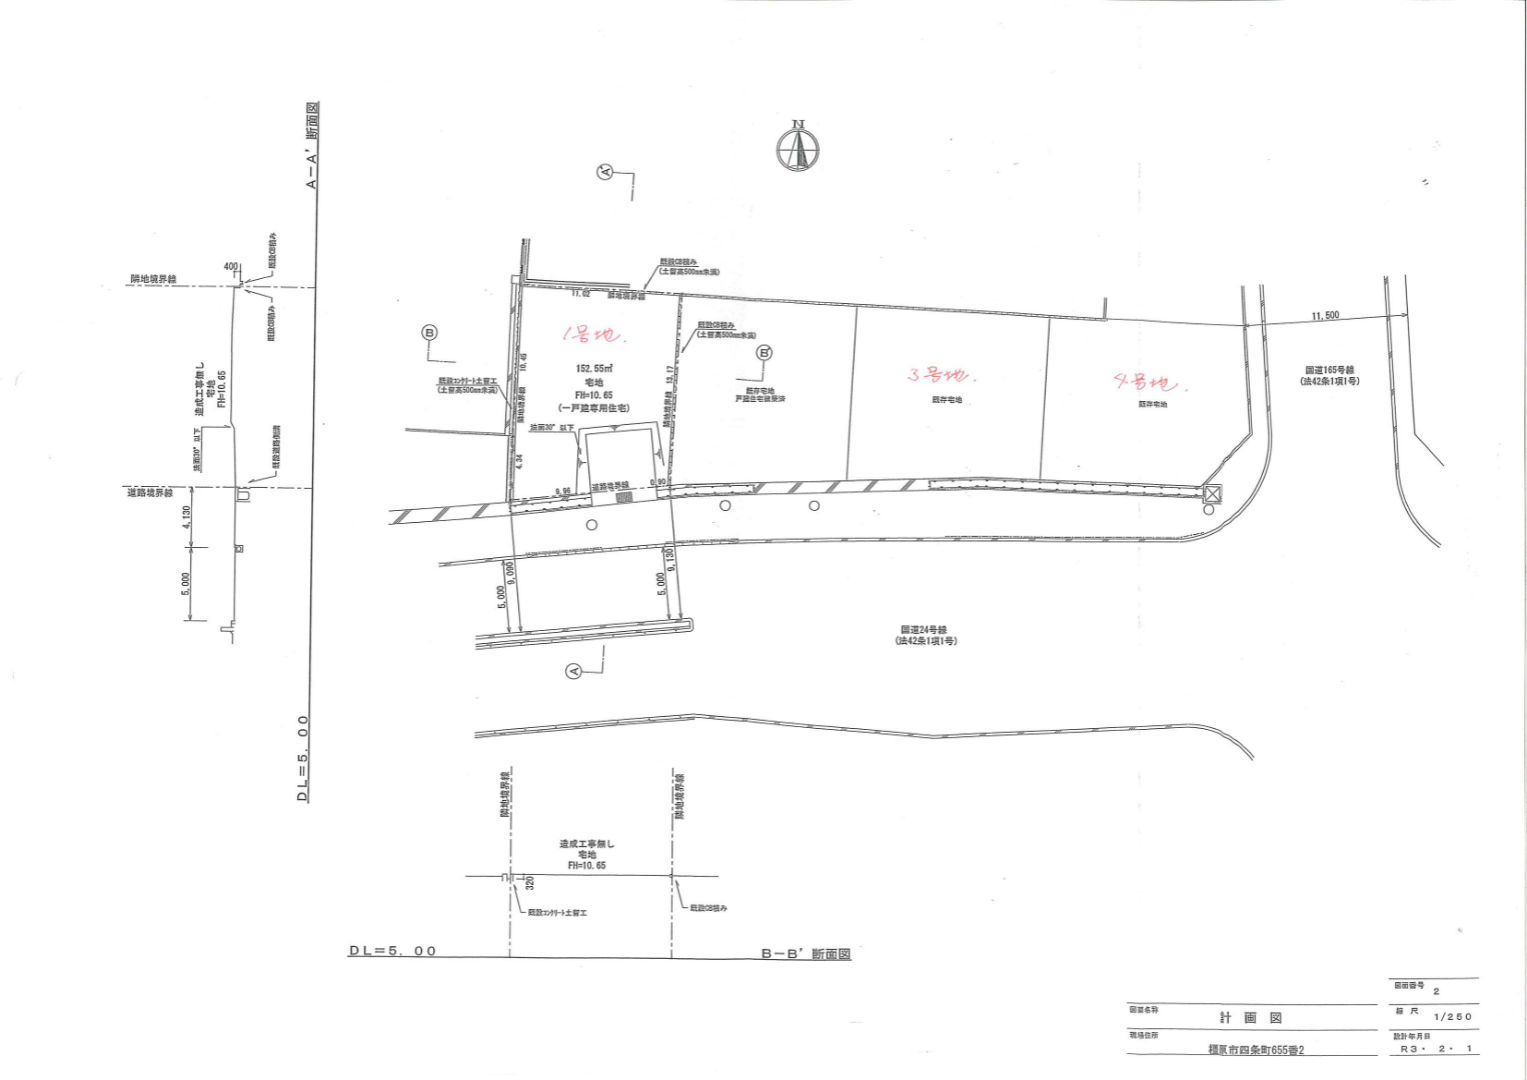 A－A' 断面図
DL＝5.00
400
既設CB積み
隣地境界線
既設CB積み
造成工事無し
宅地
FH=10.65
法面30°以下
既設道路側溝
道路境界線
4,130
5,000
N
A'
B
既設CB積み
(土留高500mm未満)
11.02
隣地境界線
1号地.
既設CB積み
(土留高500mm未満)
B'
10.46
隣地境界線
152.55㎡
宅地
FH=10.65
(一戸建専用住宅)
既設ｺﾝｸﾘｰﾄ土留工
(土留高500mm未満)
13.17
隣地境界線
既存宅地
戸建住宅建築済
3号地.
既存宅地
4号地.
既存宅地
11,500
国道165号線
(法42条1項1号)
法面30°以下
4.34
道路境界線
0.90
9,090
5,000
9,130
5,000
国道24号線
(法42条1項1号)
A
隣地境界線
隣地境界線
造成工事無し
宅地
FH=10.65
320
既設ｺﾝｸﾘｰﾄ土留工
既設CB積み
DL＝5.00
B－B' 断面図
図面番号
2
図面名称
計 画 図
縮 尺
1/250
現場住所
橿原市四条町655番2
設計年月日
R3・ 2・ 1